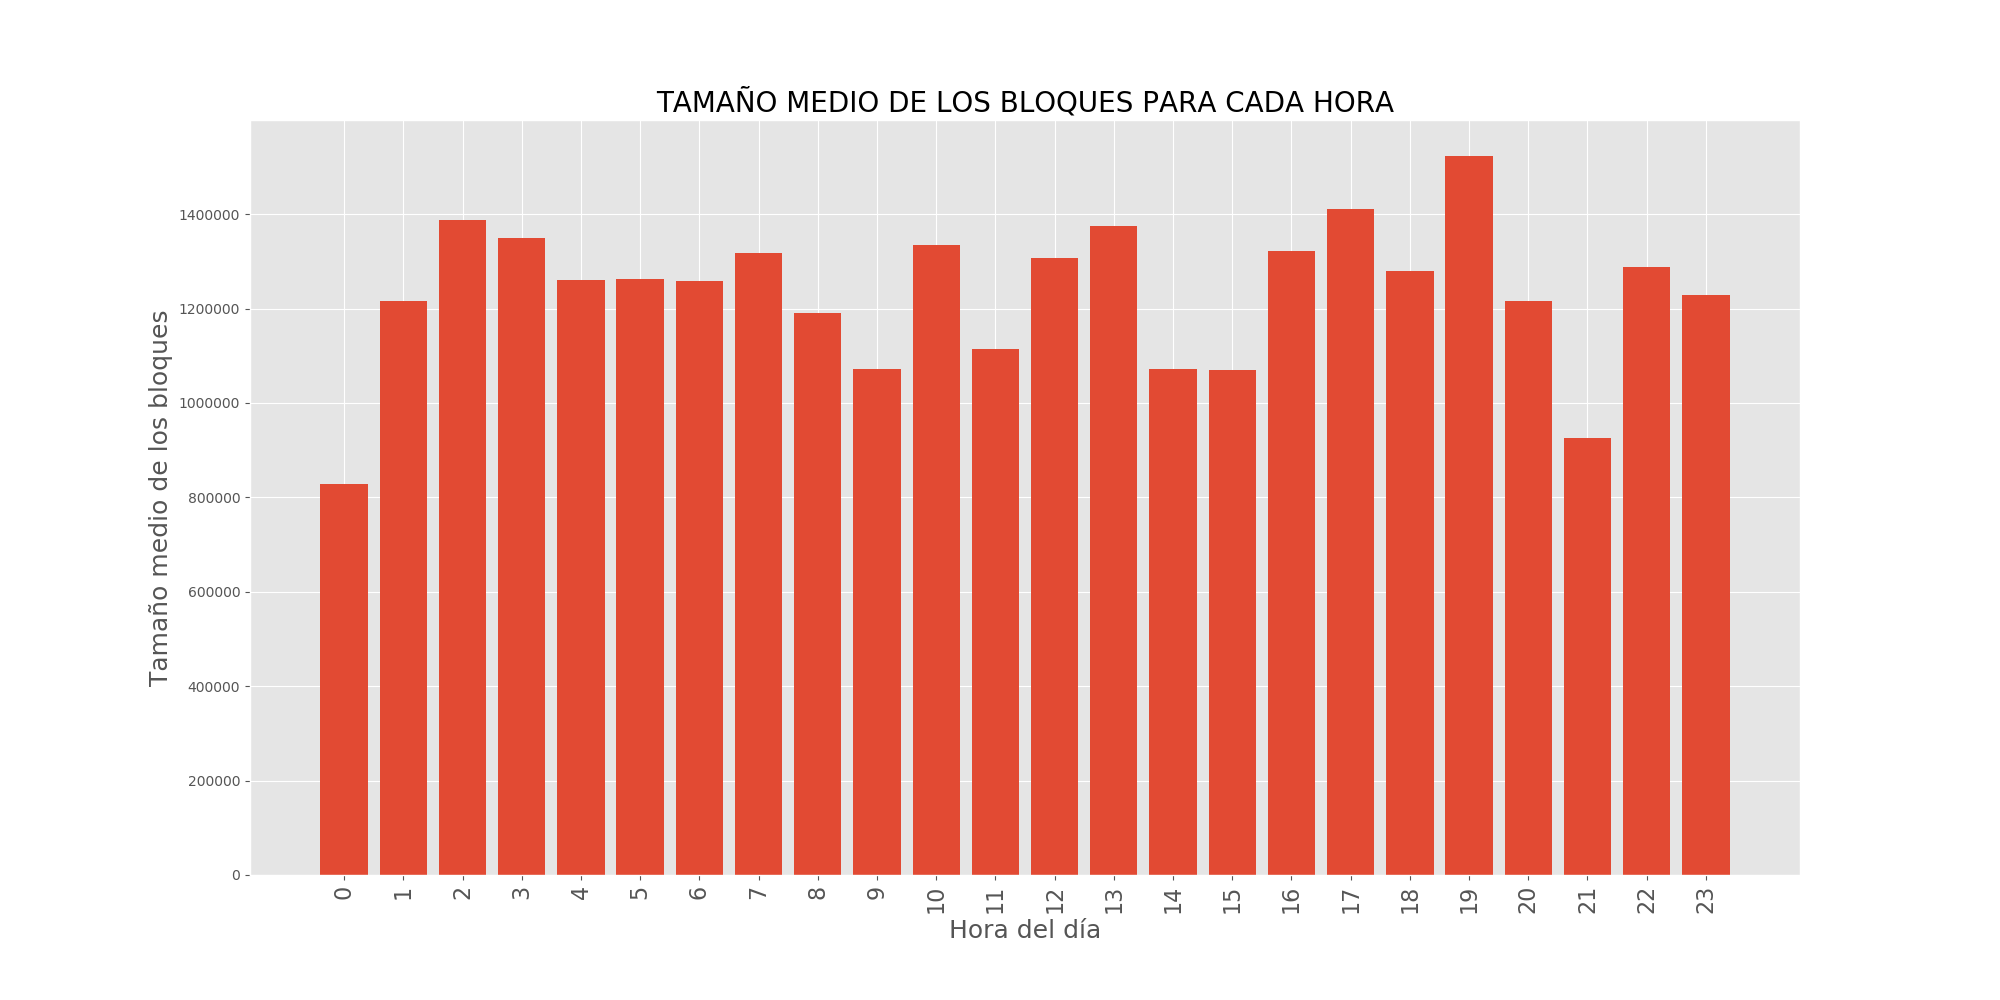 TAMAÑO MEDIO DE LOS BLOQUES PARA CADA HORA
Tamaño medio de los bloques
1400000
1200000
1000000
800000
600000
400000
200000
0
0 1 2 3 4 5 6 7 8 9 10 11 12 13 14 15 16 17 18 19 20 21 22 23
Hora del día